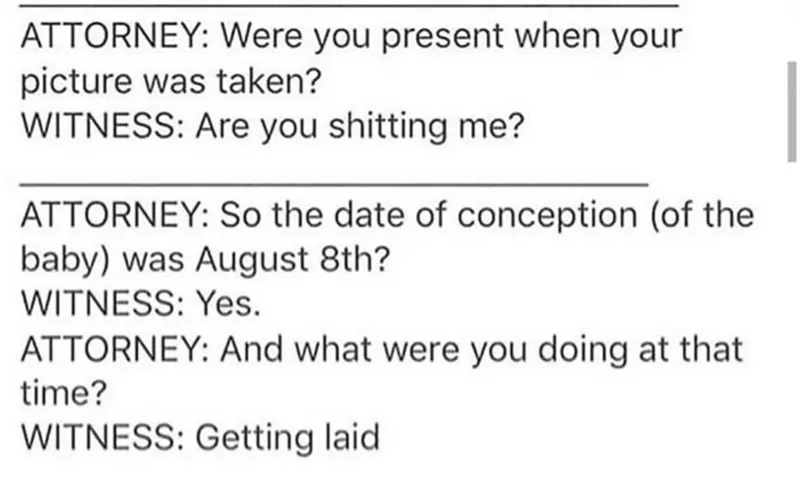 ATTORNEY: Were you present when your
picture was taken?
WITNESS: Are you shitting me?
ATTORNEY: So the date of conception (of the
baby) was August 8th?
WITNESS: Yes.
ATTORNEY: And what were you doing at that
time?
WITNESS: Getting laid